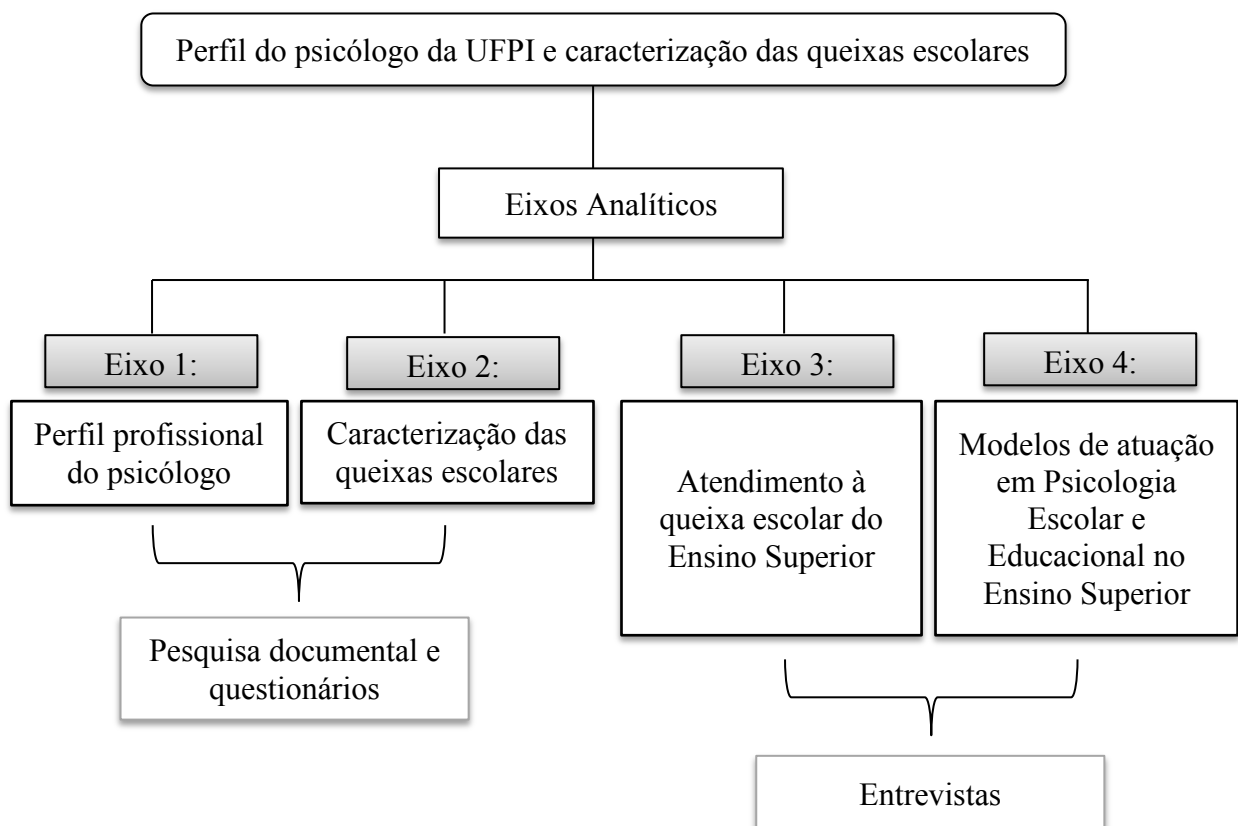 Perfil do psicólogo da UFPI e caracterização das queixas escolares
Eixos Analíticos
Eixo 1:
Perfil profissional
do psicólogo
Eixo 2:
Caracterização das
queixas escolares
Eixo 3:
Atendimento à
queixa escolar do
Ensino Superior
Eixo 4:
Modelos de atuação
em Psicologia
Escolar e
Educacional no
Ensino Superior
Pesquisa documental e
questionários
Entrevistas